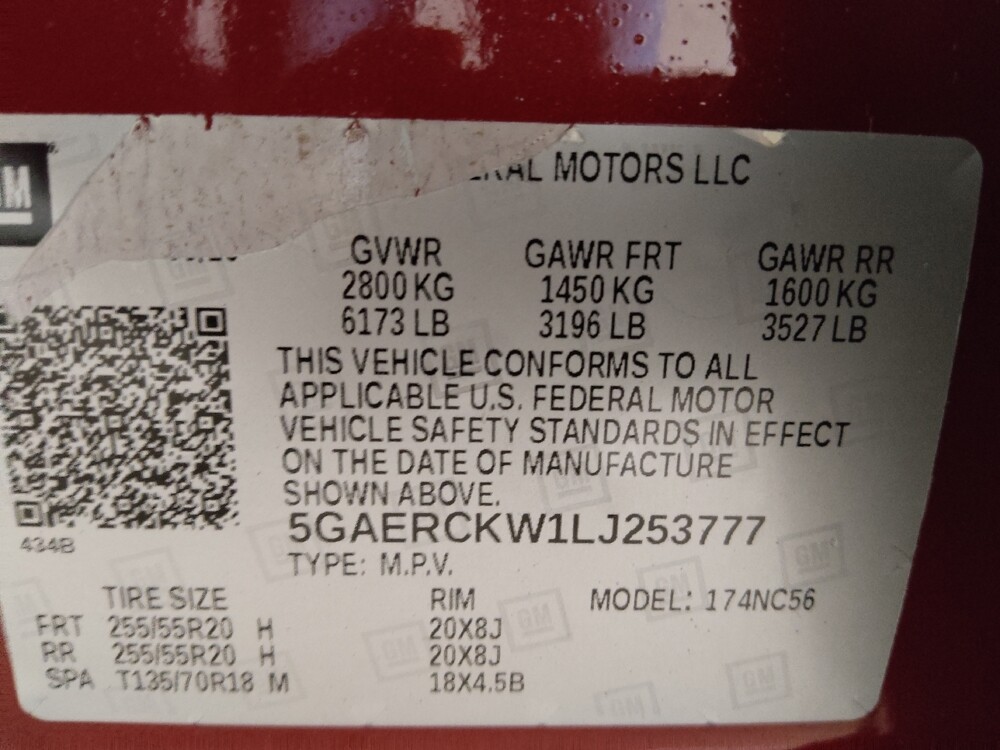 GM
MOTORS LLC
GVWR GAWR FRT GAWR RR
2800 KG 1450 KG 1600 KG
6173 LB 3196 LB 3527 LB
THIS VEHICLE CONFORMS TO ALL
APPLICABLE U.S. FEDERAL MOTOR
VEHICLE SAFETY STANDARDS IN EFFECT
ON THE DATE OF MANUFACTURE
SHOWN ABOVE.
5GAERCKW1LJ253777
434B
TYPE: M.P.V.
TIRE SIZE RIM MODEL: 174NC56
FRT 255/55R20 H 20X8J
RR 255/55R20 H 20X8J
SPA T135/70R18 M 18X4.5B